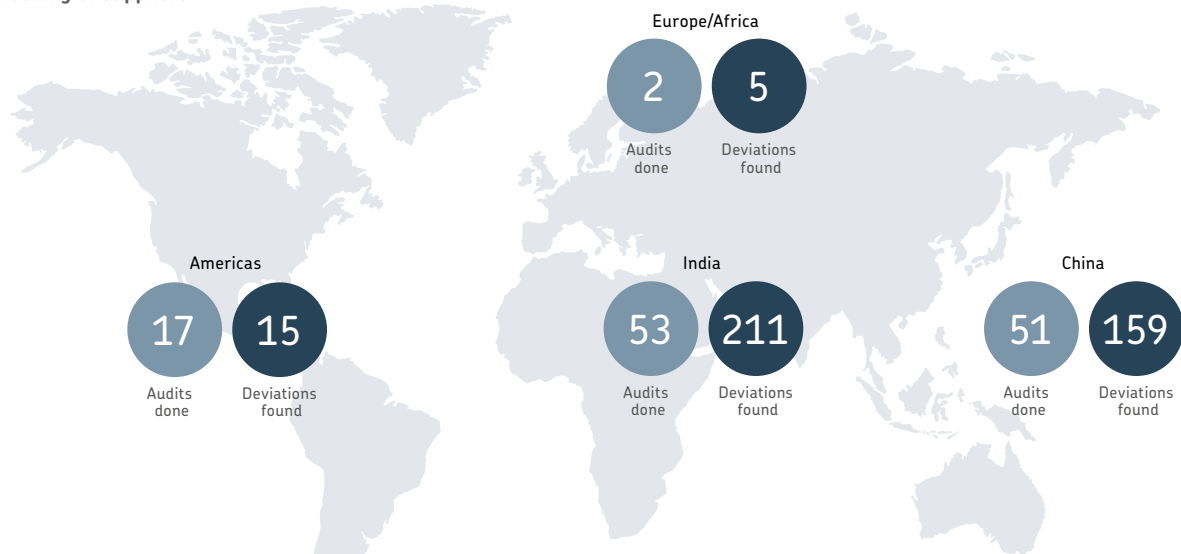 Europe/Africa
2
5
Audits
done
Deviations
found
Americas
17
15
Audits
done
Deviations
found
India
53
211
Audits
done
Deviations
found
China
51
159
Audits
done
Deviations
found